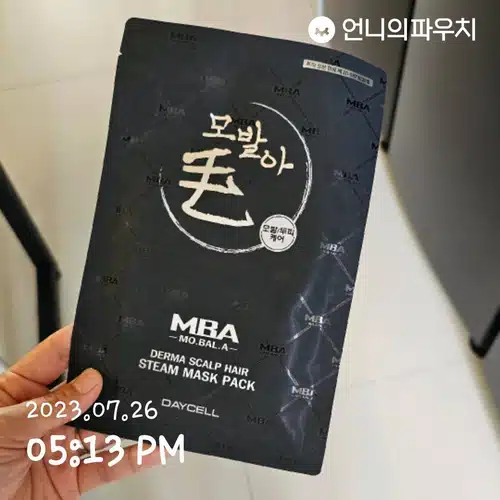 언니의파우치
MBA
모발아
毛
모발/두피
케어
MBA
MO.BAL.A
DERMA SCALP HAIR
STEAM MASK PACK
DAYCELL
2023.07.26
05:13 PM